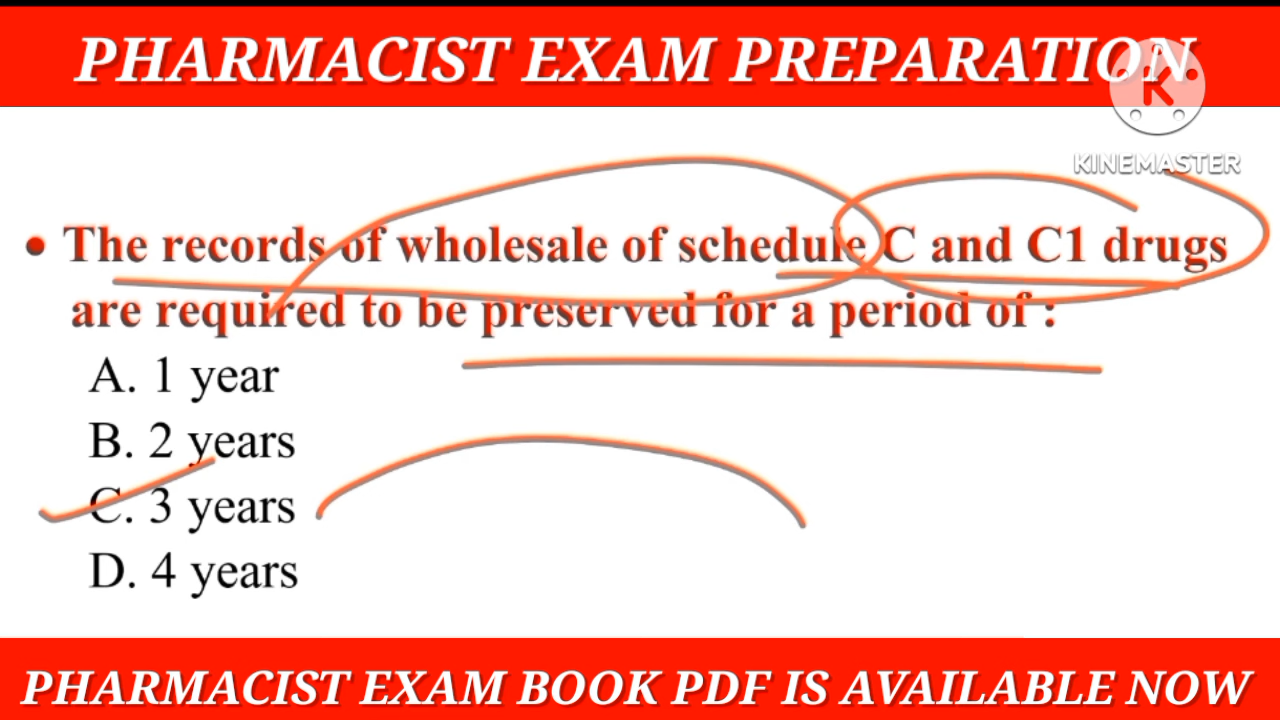 PHARMACIST EXAM PREPARATION
K
KINEMASTER
• The records of wholesale of schedule C and C1 drugs
are required to be preserved for a period of :
A. 1 year
B. 2 years
C. 3 years
D. 4 years
PHARMACIST EXAM BOOK PDF IS AVAILABLE NOW